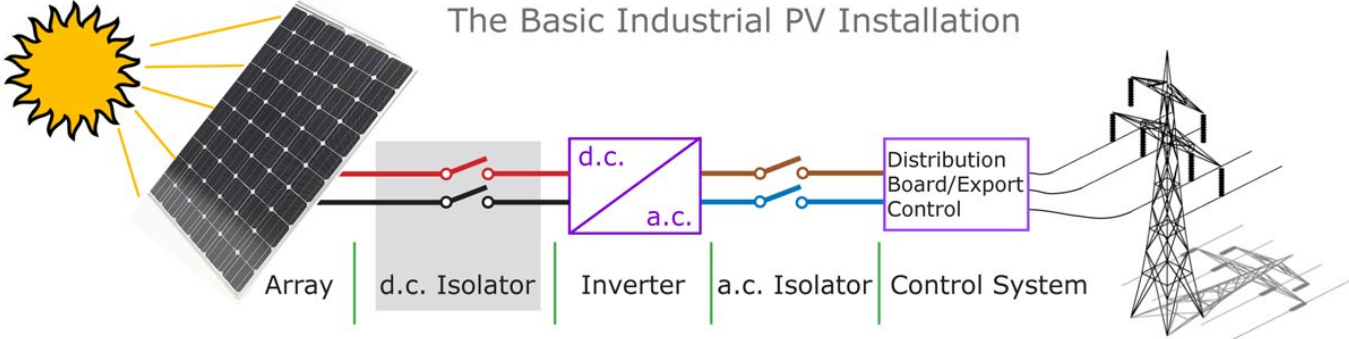 The Basic Industrial PV Installation
d.c.
a.c.
Distribution
Board/Export
Control
Array
d.c. Isolator
Inverter
a.c. Isolator
Control System